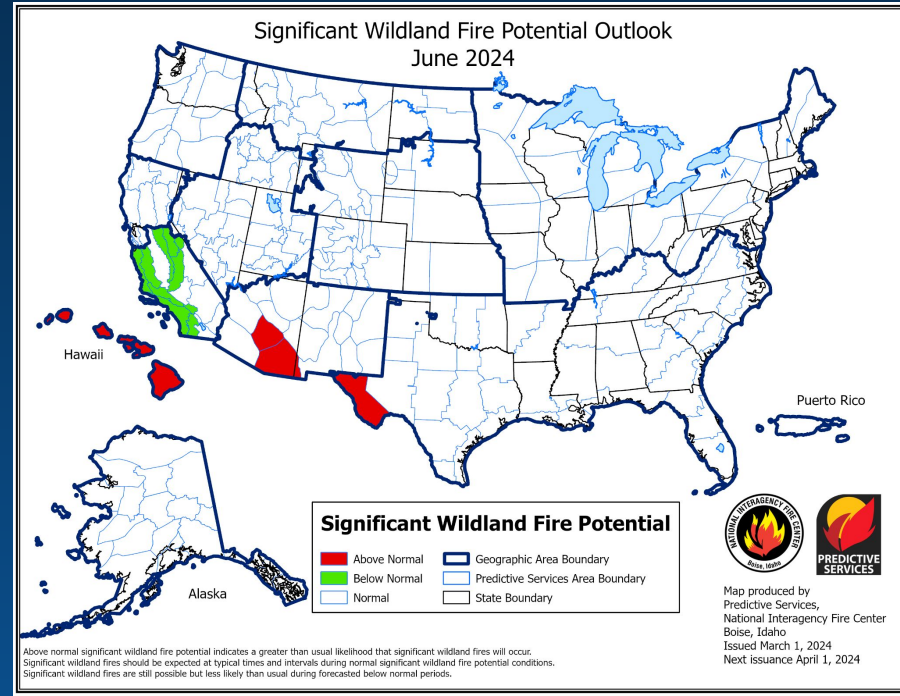 Significant Wildland Fire Potential Outlook
June 2024
Hawaii
Puerto Rico
Alaska
Significant Wildland Fire Potential
Above Normal
Geographic Area Boundary
Below Normal
Predictive Services Area Boundary
Normal
State Boundary
NATIONAL INTERAGENCY FIRE CENTER
Boise, Idaho
PREDICTIVE
SERVICES
Map produced by
Predictive Services,
National Interagency Fire Center
Boise, Idaho
Issued March 1, 2024
Next issuance April 1, 2024
Above normal significant wildland fire potential indicates a greater than usual likelihood that significant wildland fires will occur.
Significant wildland fires should be expected at typical times and intervals during normal significant wildland fire potential conditions.
Significant wildland fires are still possible but less likely than usual during forecasted below normal periods.